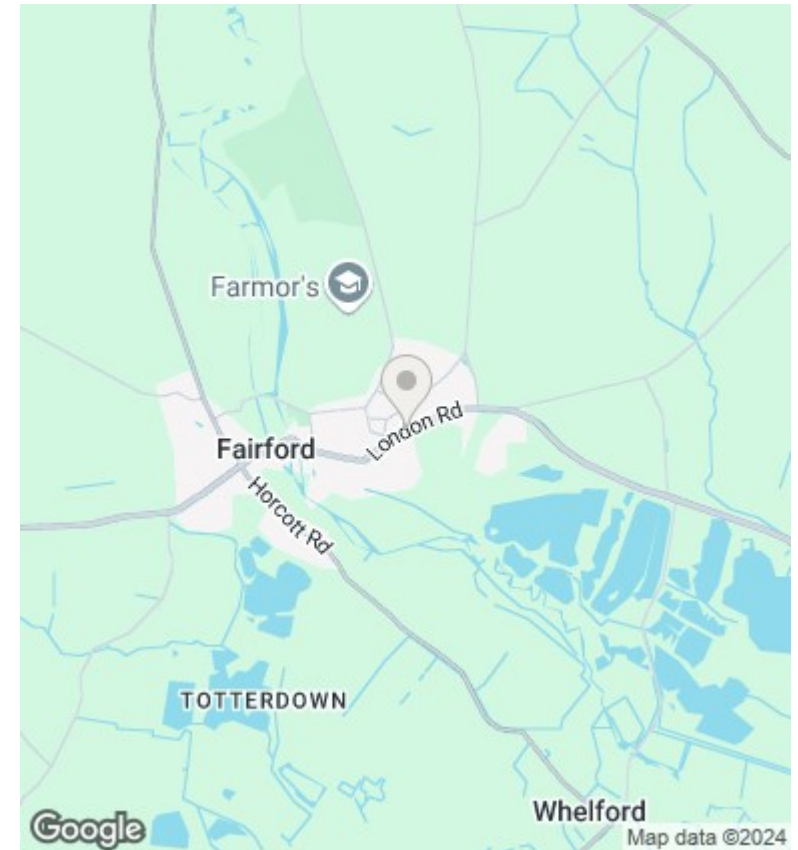 Farmor's
London Rd
Fairford
Horcott Rd
TOTTERDOWN
Whelford
Google
Map data ©2024